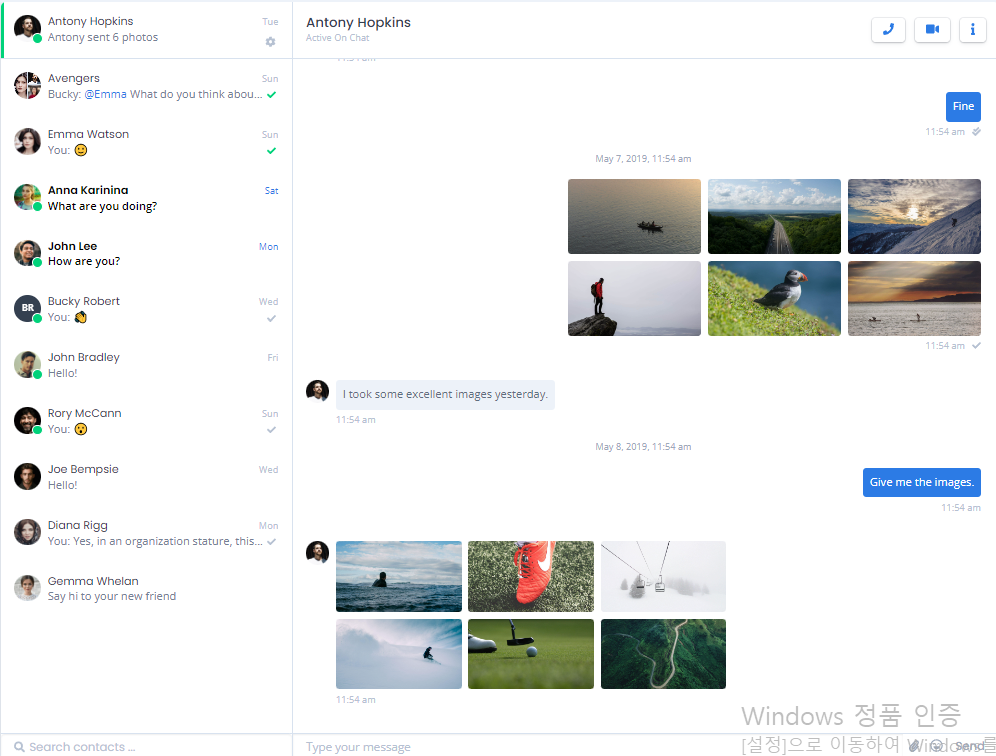 Antony Hopkins
Tue
Antony sent 6 photos
Avengers
Sun
Bucky: @Emma What do you think abou...
Emma Watson
Sun
You: 🙂
Anna Karinina
Sat
What are you doing?
John Lee
Mon
How are you?
BR
Bucky Robert
Wed
You: 👏
John Bradley
Fri
Hello!
Rory McCann
Sun
You: 😮
Joe Bempsie
Wed
Hello!
Diana Rigg
Mon
You: Yes, in an organization stature, this...
Gemma Whelan
Say hi to your new friend
Search contacts ...
Antony Hopkins
Active On Chat
11:54 am
Fine
11:54 am
May 7, 2019, 11:54 am
11:54 am
I took some excellent images yesterday.
11:54 am
May 8, 2019, 11:54 am
Give me the images.
11:54 am
11:54 am
Type your message
Send
Windows 정품 인증
[설정]으로 이동하여 Windows를